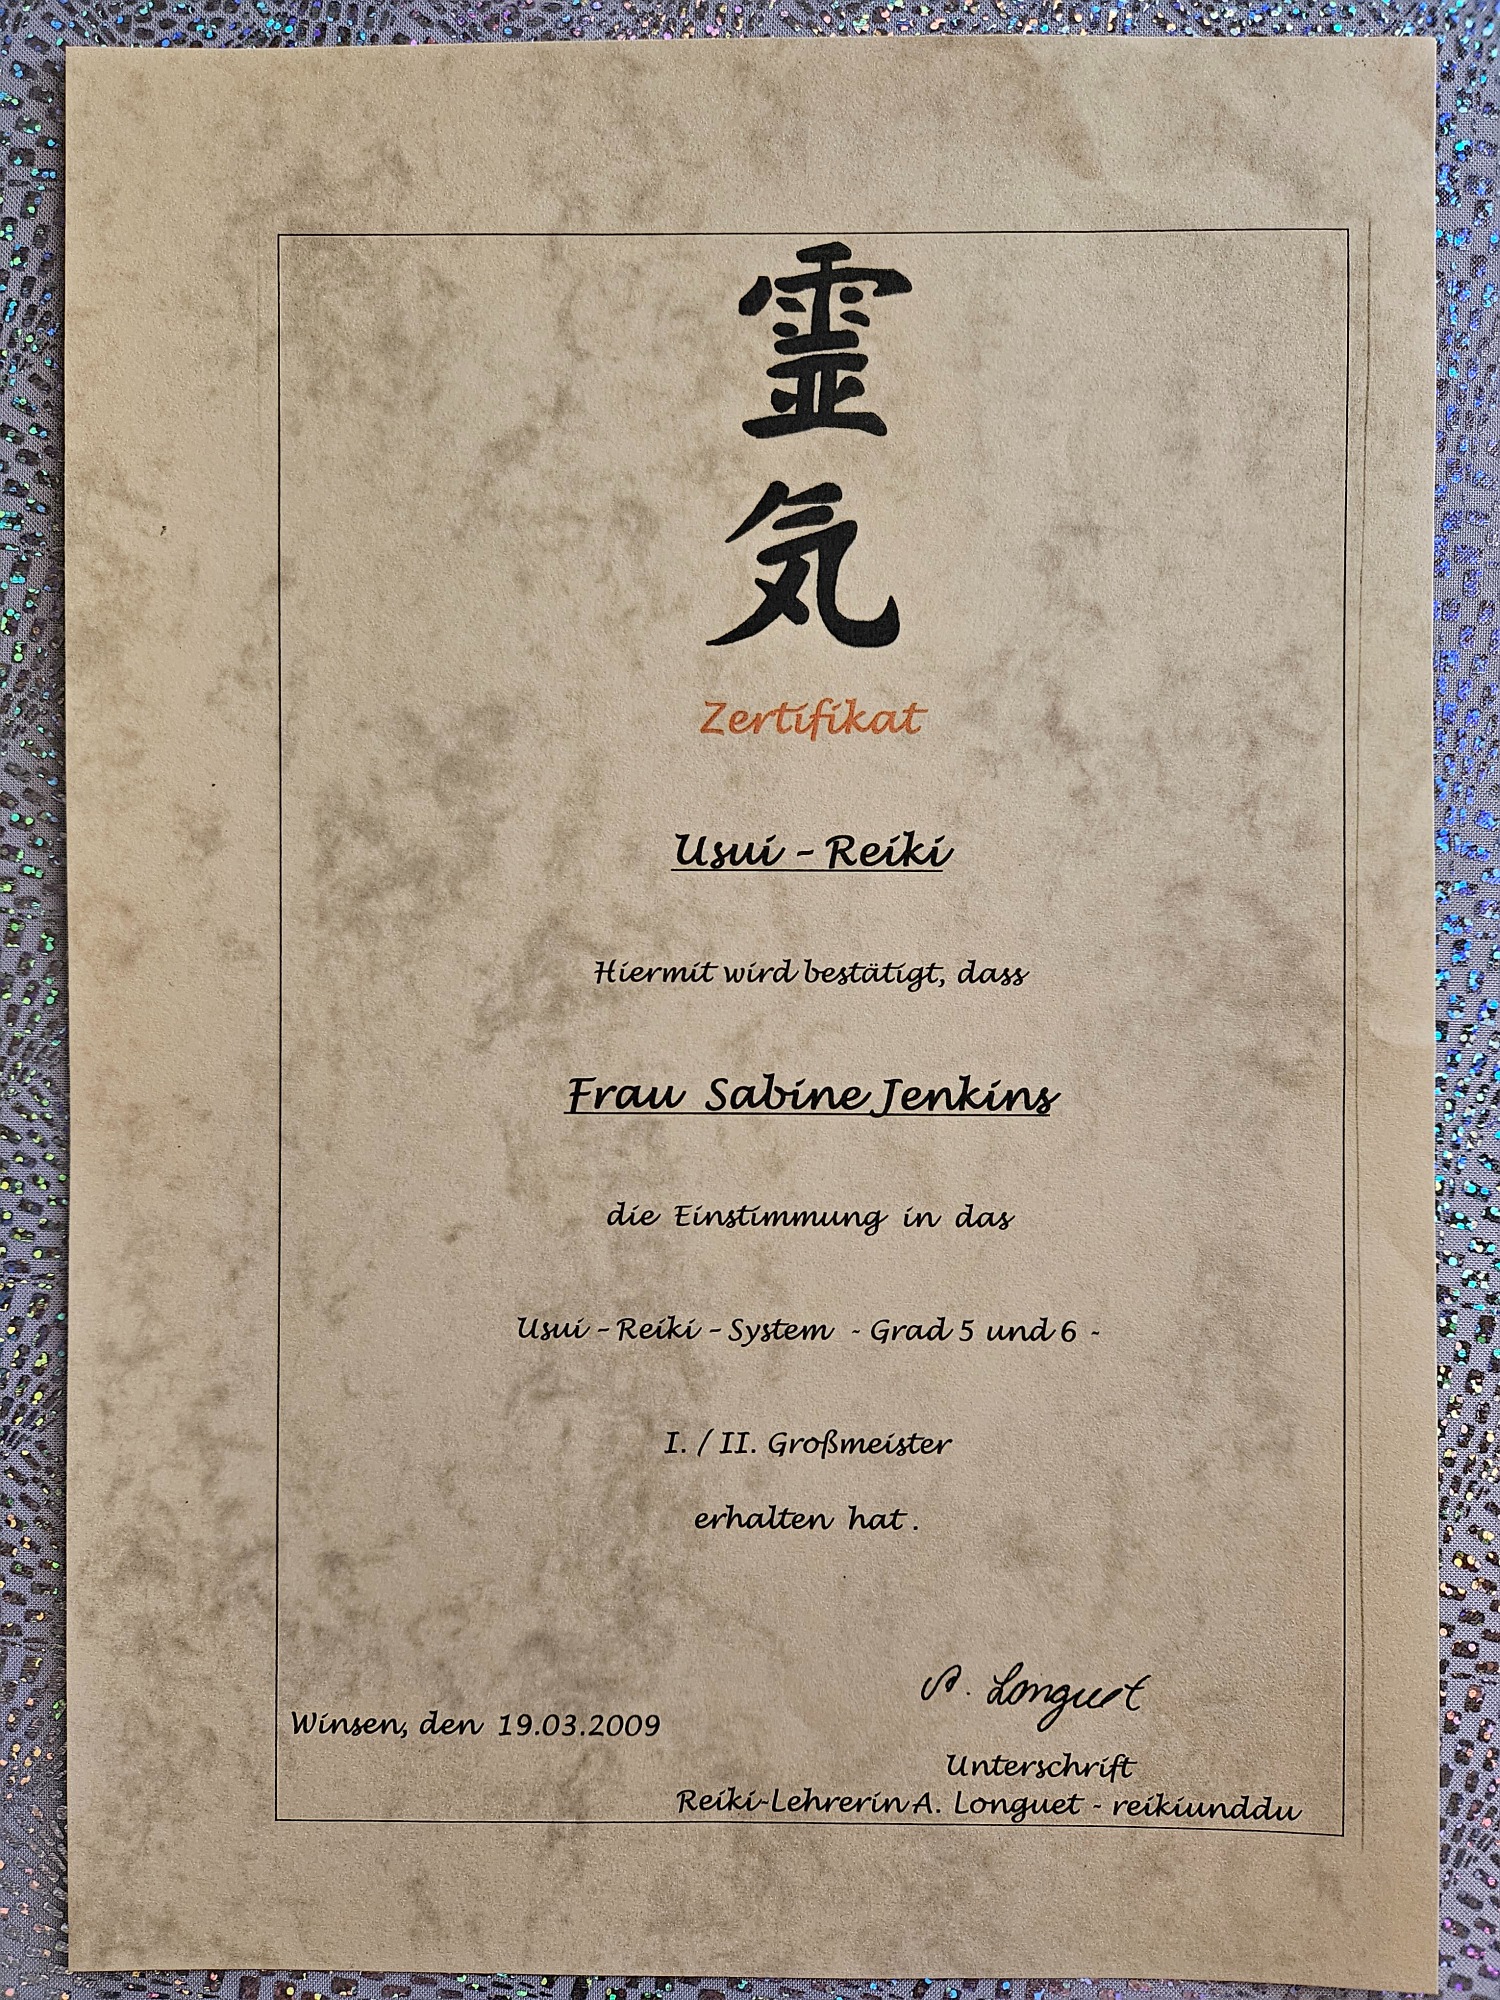 霊
気
Zertifikat
Usui - Reiki
Hiermit wird bestätigt, dass
Frau Sabine Jenkins
die Einstimmung in das
Usui - Reiki - System - Grad 5 und 6 -
I. / II. Großmeister
erhalten hat .
A. Longuet
Winsen, den 19.03.2009
Unterschrift
Reiki-Lehrerin A. Longuet - reikiunddu